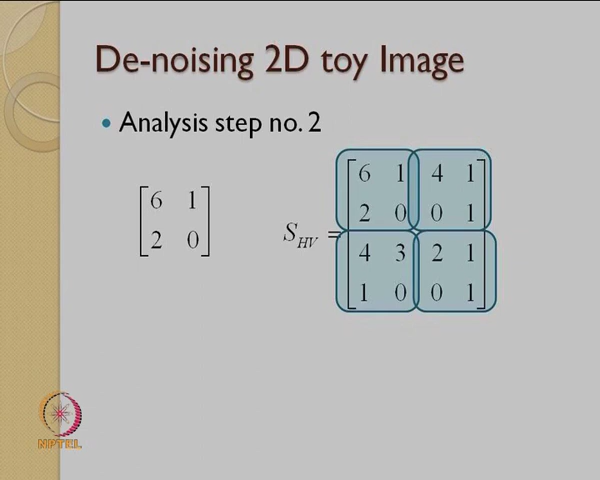 De-noising 2D toy Image
Analysis step no. 2
6 1
2 0
S_HV =
6 1 4 1
2 0 0 1
4 3 2 1
1 0 0 1
NPTEL